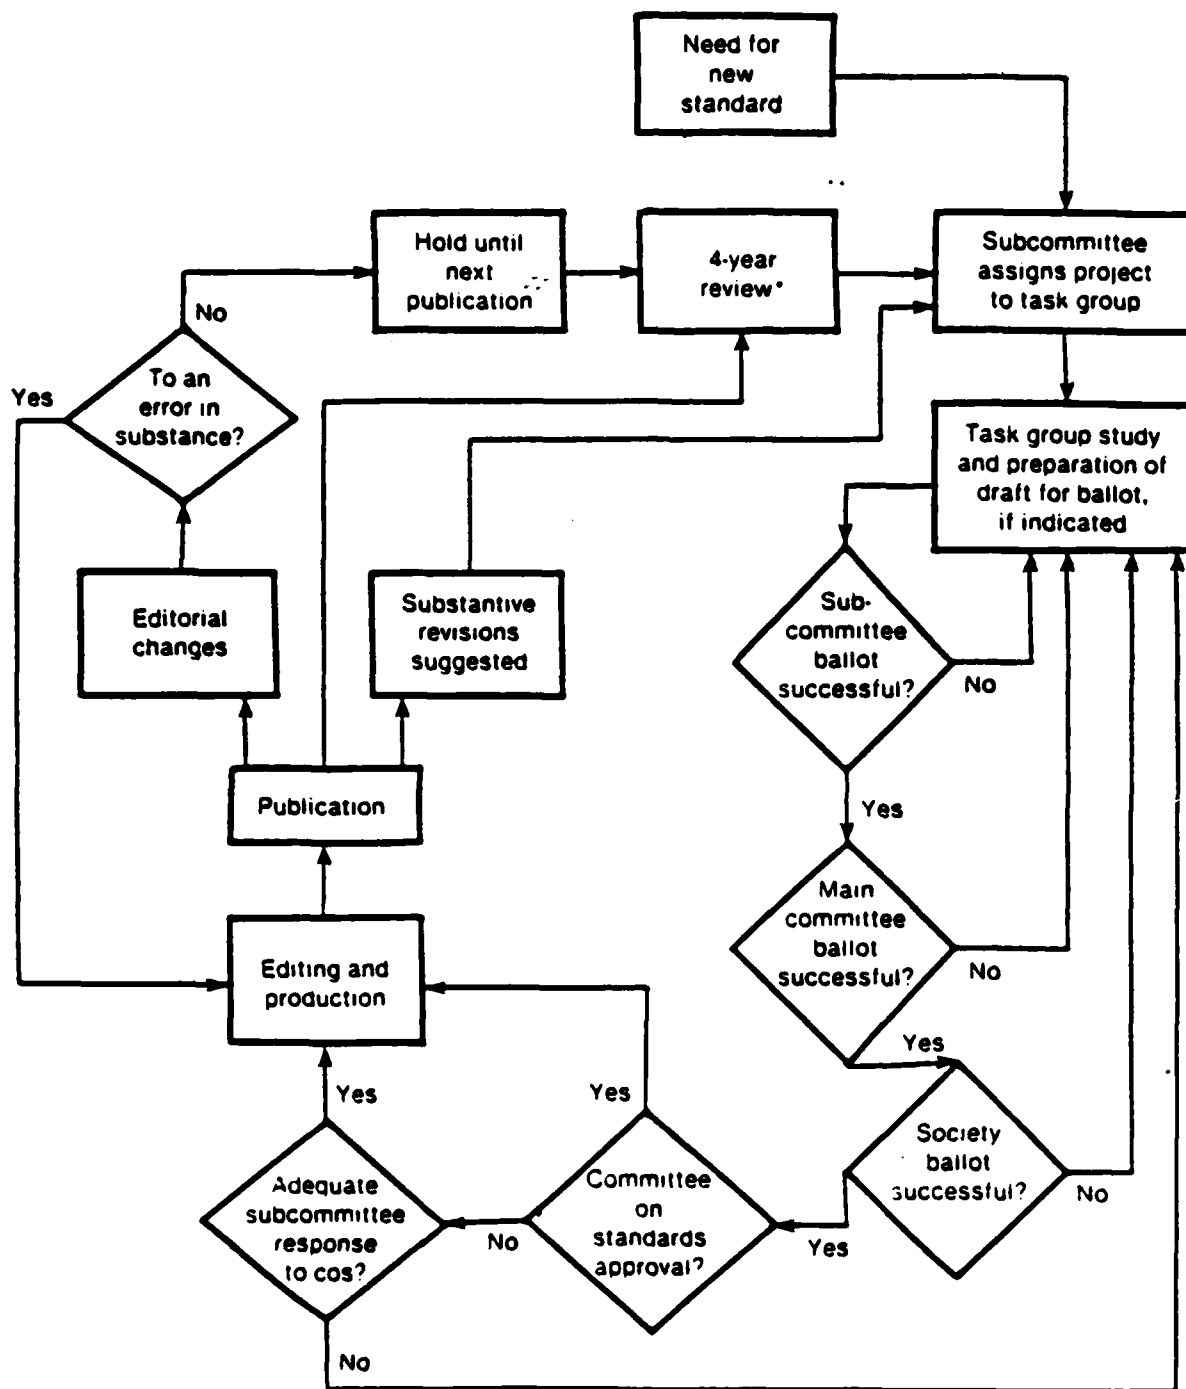 Need for
new
standard
Hold until
next
publication
4-year
review*
Subcommittee
assigns project
to task group
No
Yes
To an
error in
substance?
Task group study
and preparation of
draft for ballot,
if indicated
Editorial
changes
Substantive
revisions
suggested
Sub-
committee
ballot
successful?
No
Yes
Publication
Main
committee
ballot
successful?
No
Editing and
production
Yes
Yes
Yes
Society
ballot
successful?
No
Adequate
subcommittee
response
to cos?
No
Committee
on
standards
approval?
Yes
No